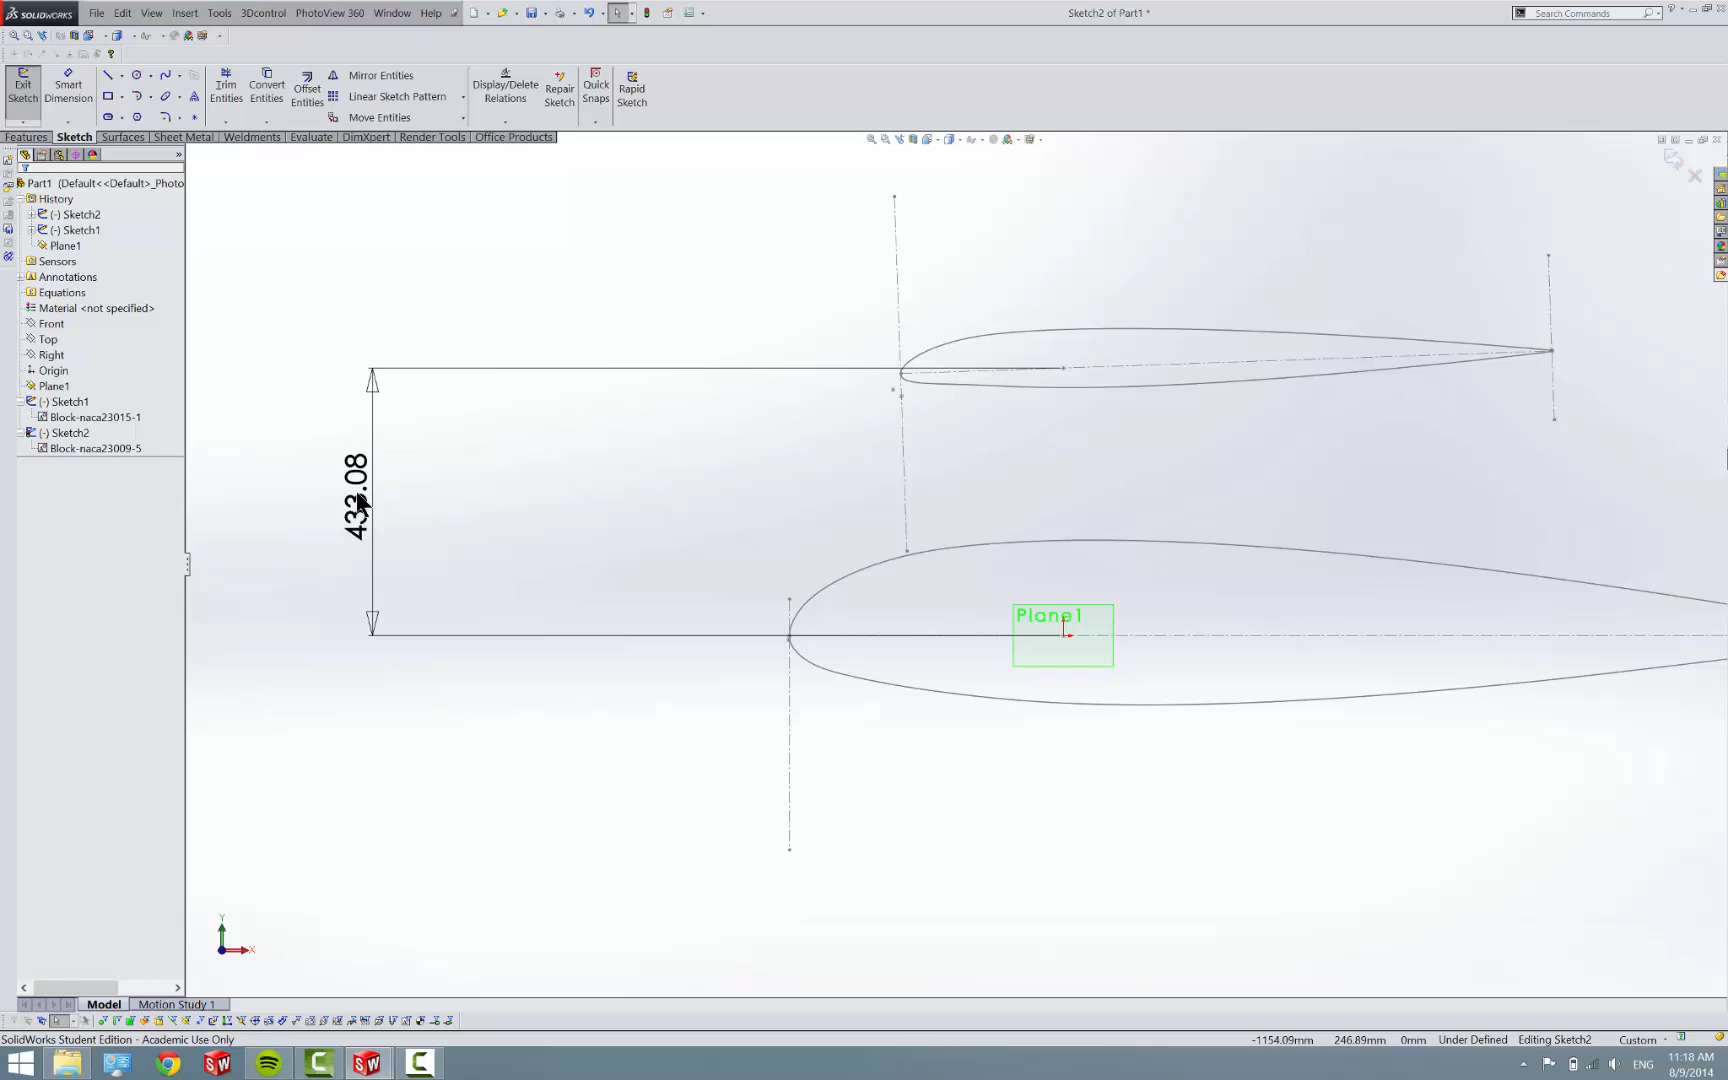 SOLIDWORKS File Edit View Insert Tools 3Dcontrol PhotoView 360 Window Help Sketch2 of Part1 * Search Commands
Exit Sketch
Smart Dimension
Trim Entities
Convert Entities
Offset Entities
Mirror Entities
Linear Sketch Pattern
Move Entities
Display/Delete Relations
Repair Sketch
Quick Snaps
Rapid Sketch
Features Sketch Surfaces Sheet Metal Weldments Evaluate DimXpert Render Tools Office Products
Part1 (Default<<Default>_Photo
History
(-) Sketch2
(-) Sketch1
Plane1
Sensors
Annotations
Equations
Material <not specified>
Front
Top
Right
Origin
Plane1
(-) Sketch1
Block-naca23015-1
(-) Sketch2
Block-naca23009-5
433.08
Plane1
Y
X
Model Motion Study 1
SolidWorks Student Edition - Academic Use Only -1154.09mm 246.89mm 0mm Under Defined Editing Sketch2 Custom
ENG
11:18 AM
8/9/2014